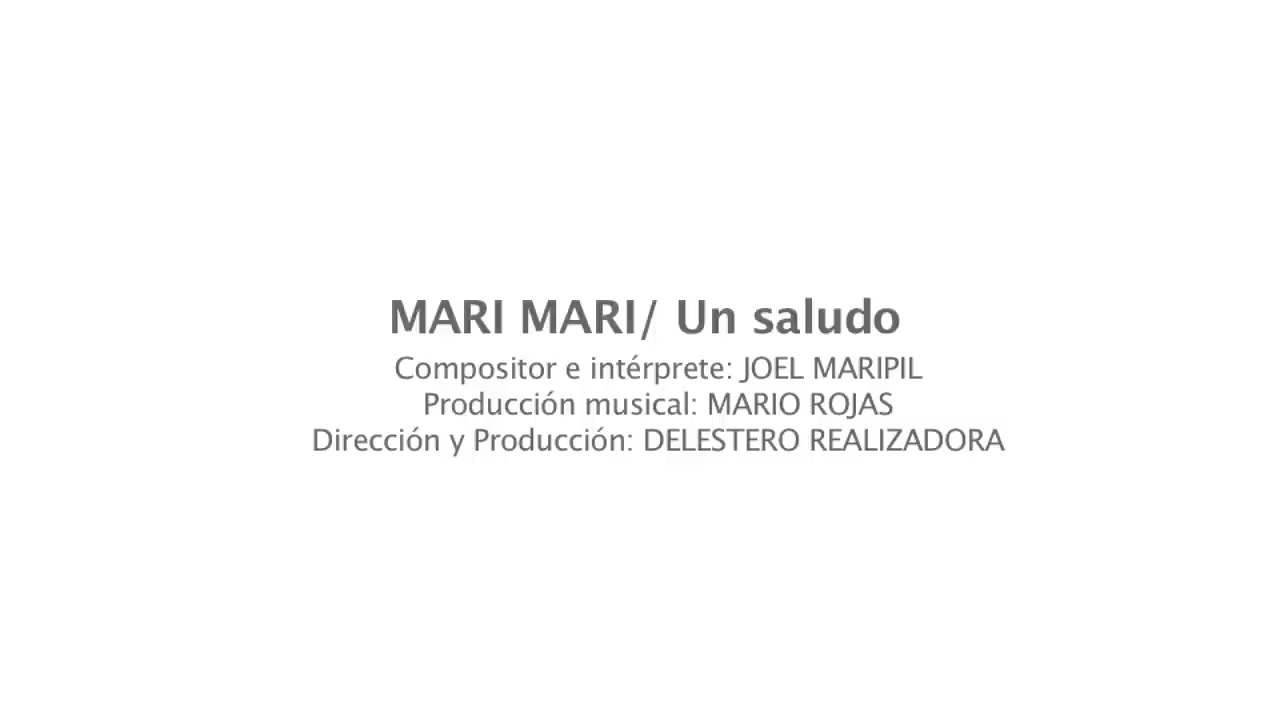 MARI MARI/ Un saludo
Compositor e intérprete: JOEL MARIPIL
Producción musical: MARIO ROJAS
Dirección y Producción: DELESTERO REALIZADORA